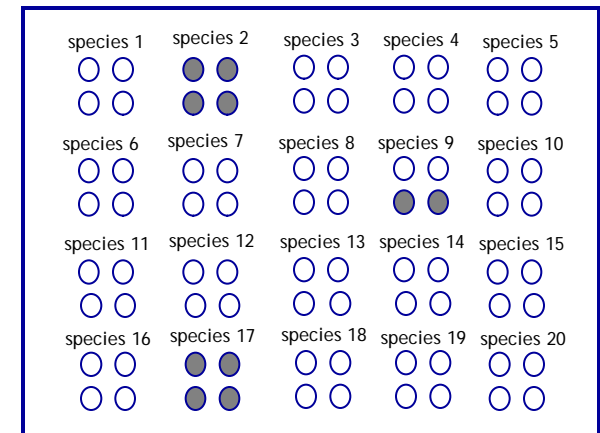 species 1 species 2 species 3 species 4 species 5
species 6 species 7 species 8 species 9 species 10
species 11 species 12 species 13 species 14 species 15
species 16 species 17 species 18 species 19 species 20